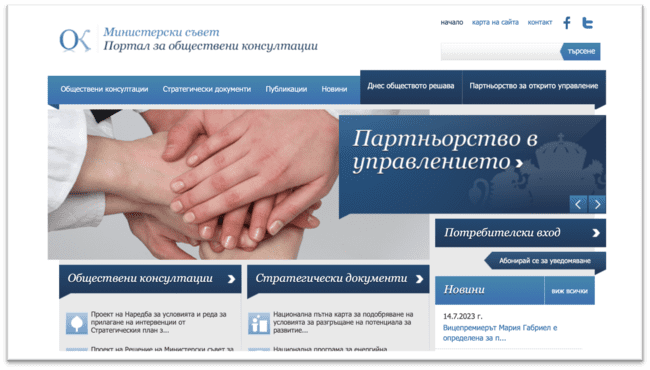 начало карта на сайта контакт
Министерски съвет
Портал за обществени консултации
търсене
Обществени консултации Стратегически документи Публикации Новини Днес обществото решава Партньорство за открито управление
Партньорство в
управлението
Потребителски вход
Абонирай се за уведомяване
Обществени консултации
Проект на Наредба за условията и реда за
прилагане на интервенции от
Стратегическия план з...
Проект на Решение на Министерски съвет за
Стратегически документи
Национална пътна карта за подобряване на
условията за разгръщане на потенциала за
развитие...
Национална програма за енергийна
Новини
виж всички
14.7.2023 г.
Вицепремиерът Мария Габриел е
определена за п...